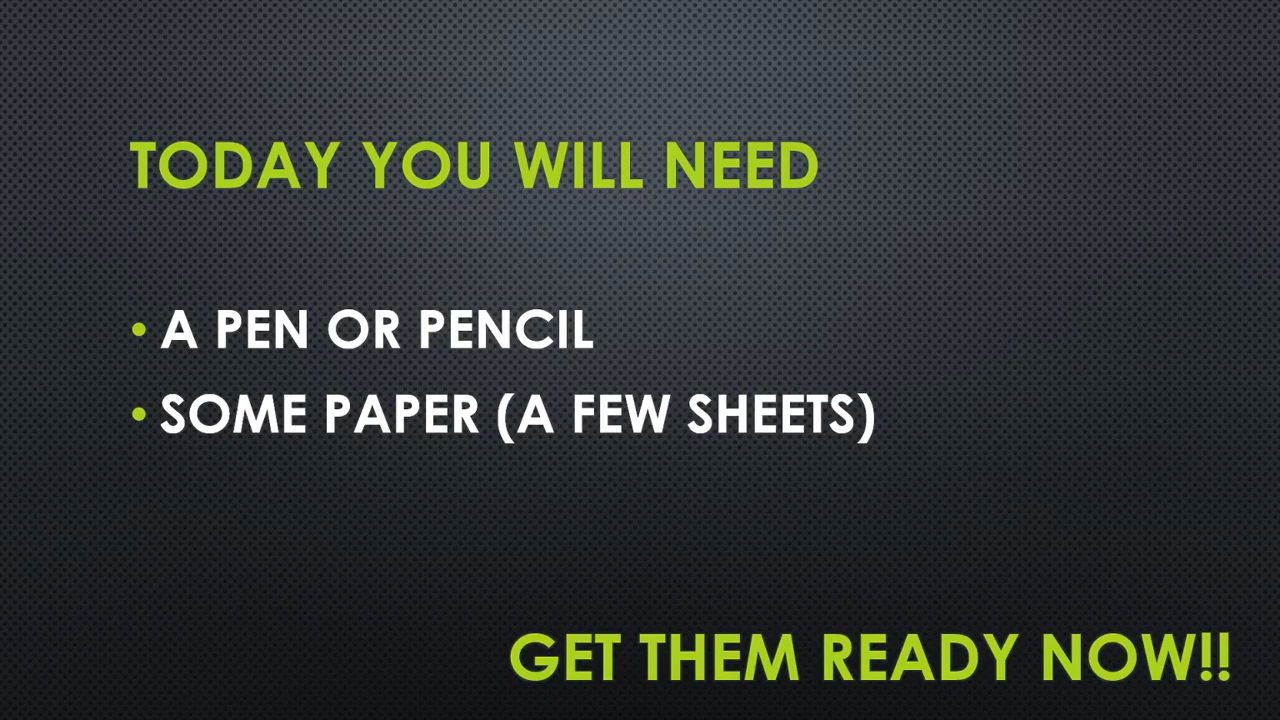 TODAY YOU WILL NEED
• A PEN OR PENCIL
• SOME PAPER (A FEW SHEETS)
GET THEM READY NOW!!